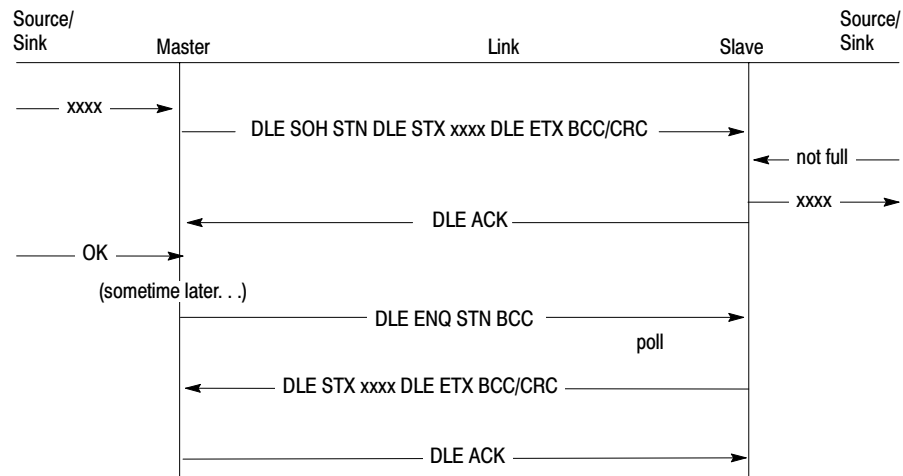 Source/
Sink
Master
Link
Slave
Source/
Sink
xxxx
DLE SOH STN DLE STX xxxx DLE ETX BCC/CRC
not full
xxxx
DLE ACK
OK
(sometime later. . .)
DLE ENQ STN BCC
poll
DLE STX xxxx DLE ETX BCC/CRC
DLE ACK